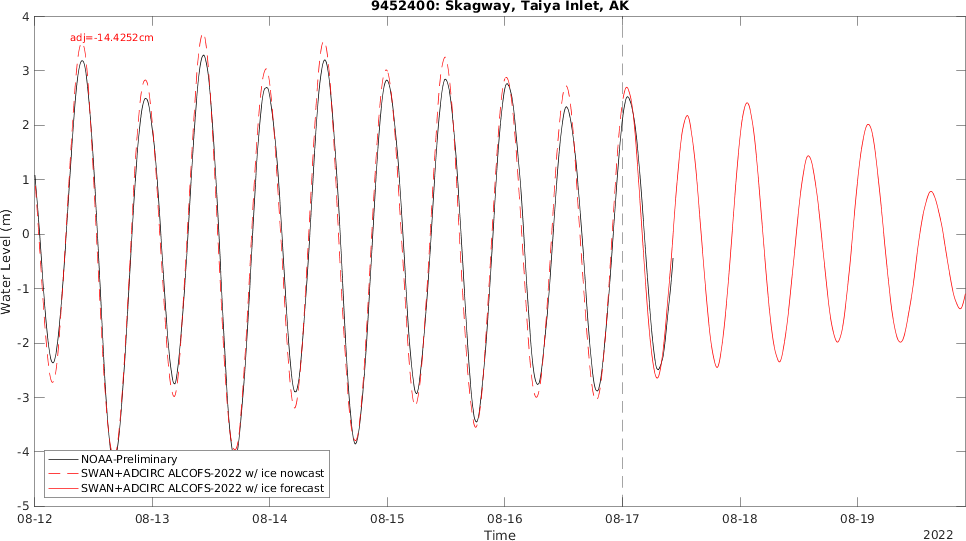 9452400: Skagway, Taiya Inlet, AK
adj=-14.4252cm
Water Level (m)
4
3
2
1
0
-1
-2
-3
-4
-5
NOAA-Preliminary
SWAN+ADCIRC ALCOFS-2022 w/ ice nowcast
SWAN+ADCIRC ALCOFS-2022 w/ ice forecast
08-12 08-13 08-14 08-15 08-16 08-17 08-18 08-19
Time
2022